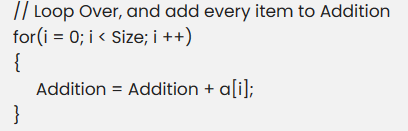 // Loop Over, and add every item to Addition
for(i = 0; i < Size; i ++)
{
Addition = Addition + a[i];
}